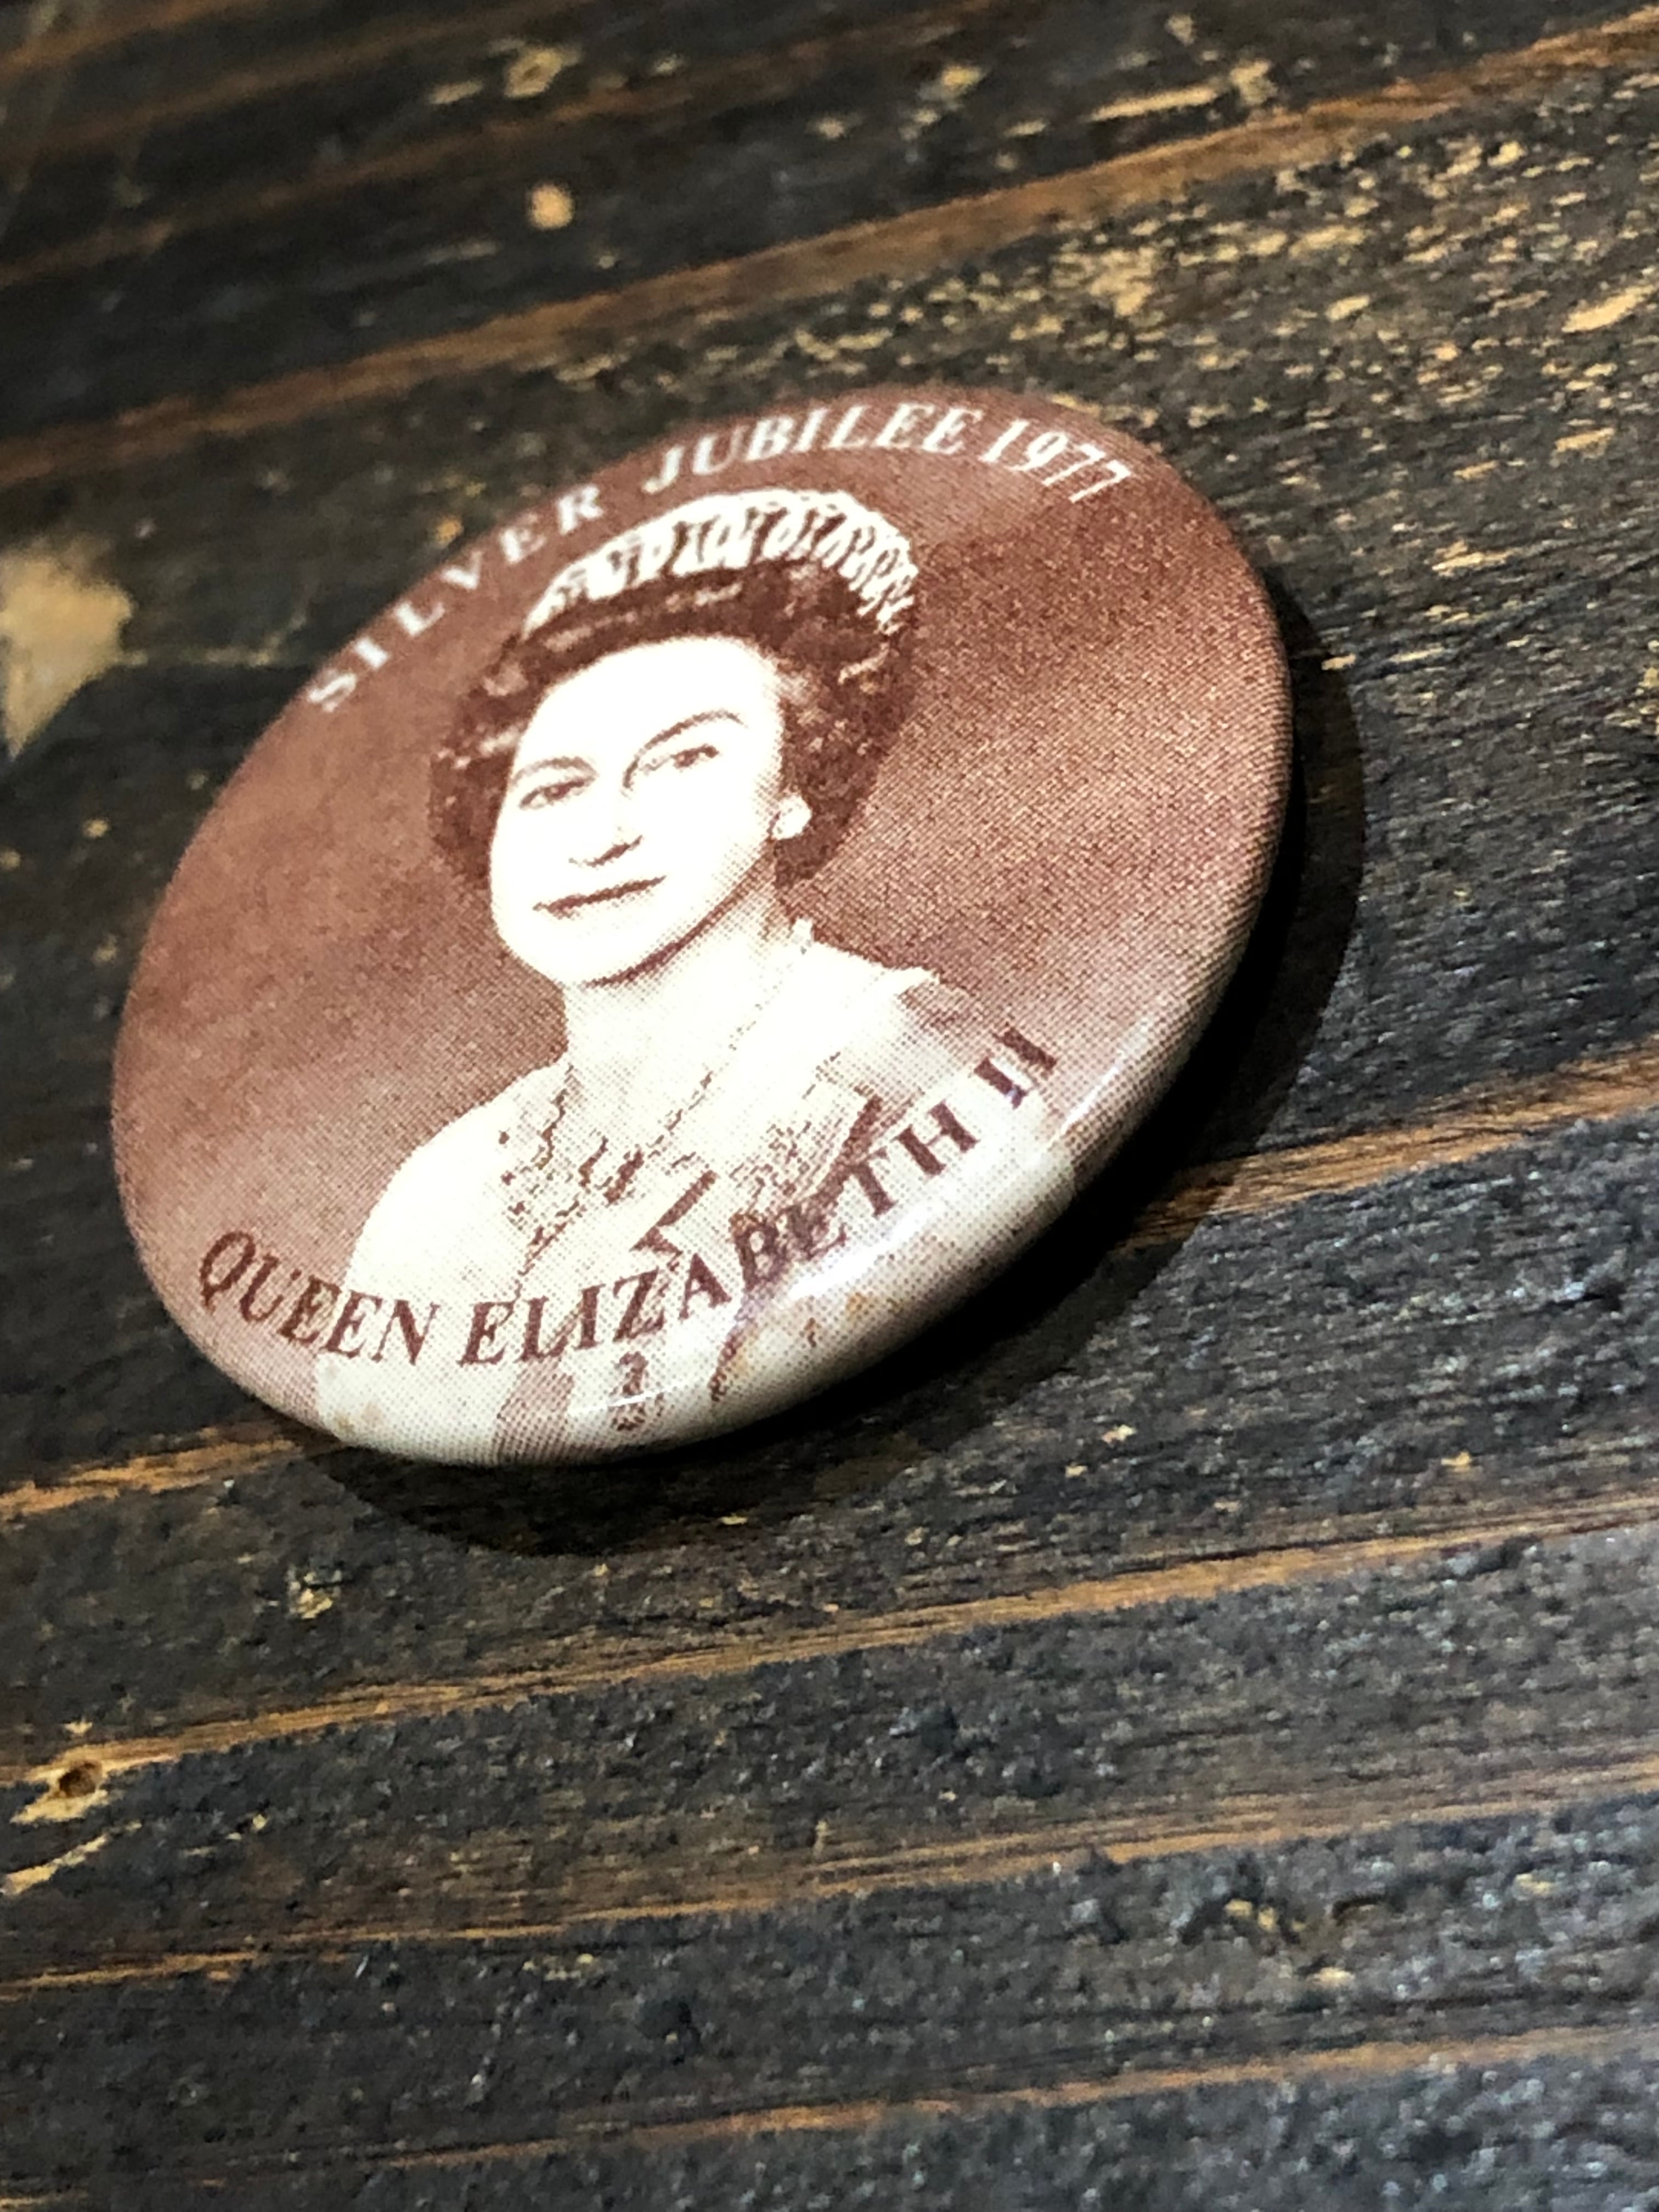 SILVER JUBILEE 1977
QUEEN ELIZABETH II